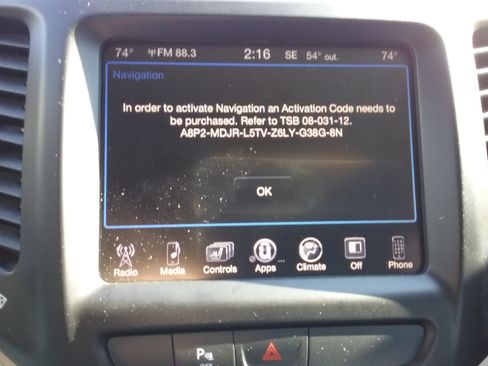 74° FM 88.3 2:16 SE 54° out. 74°
Navigation
In order to activate Navigation an Activation Code needs to
be purchased. Refer to TSB 08-031-12.
A8P2-MDJR-L5TV-Z6LY-G38G-8N
OK
Radio Media Controls Apps ... Climate Off Phone
P OFF